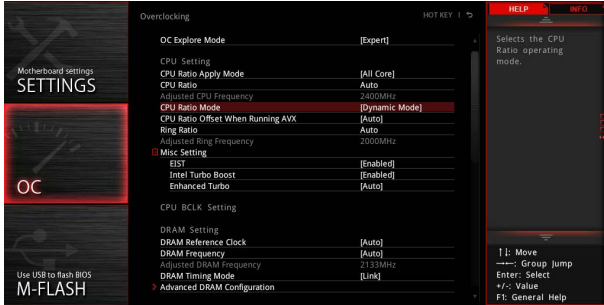 Overclocking
HOT KEY |
HELP
INFO
OC Explore Mode [Expert]
CPU Setting
CPU Ratio Apply Mode [All Core]
CPU Ratio Auto
Adjusted CPU Frequency 2400MHz
CPU Ratio Mode [Dynamic Mode]
CPU Ratio Offset When Running AVX [Auto]
Ring Ratio Auto
Adjusted Ring Frequency 2000MHz
Misc Setting
EIST [Enabled]
Intel Turbo Boost [Enabled]
Enhanced Turbo [Auto]
CPU BCLK Setting
DRAM Setting
DRAM Reference Clock [Auto]
DRAM Frequency [Auto]
Adjusted DRAM Frequency 2133MHz
DRAM Timing Mode [Link]
Advanced DRAM Configuration
Motherboard settings
SETTINGS
OC
Use USB to flash BIOS
M-FLASH
Selects the CPU
Ratio operating
mode.
↑↓: Move
→←: Group Jump
Enter: Select
+/-: Value
F1: General Help